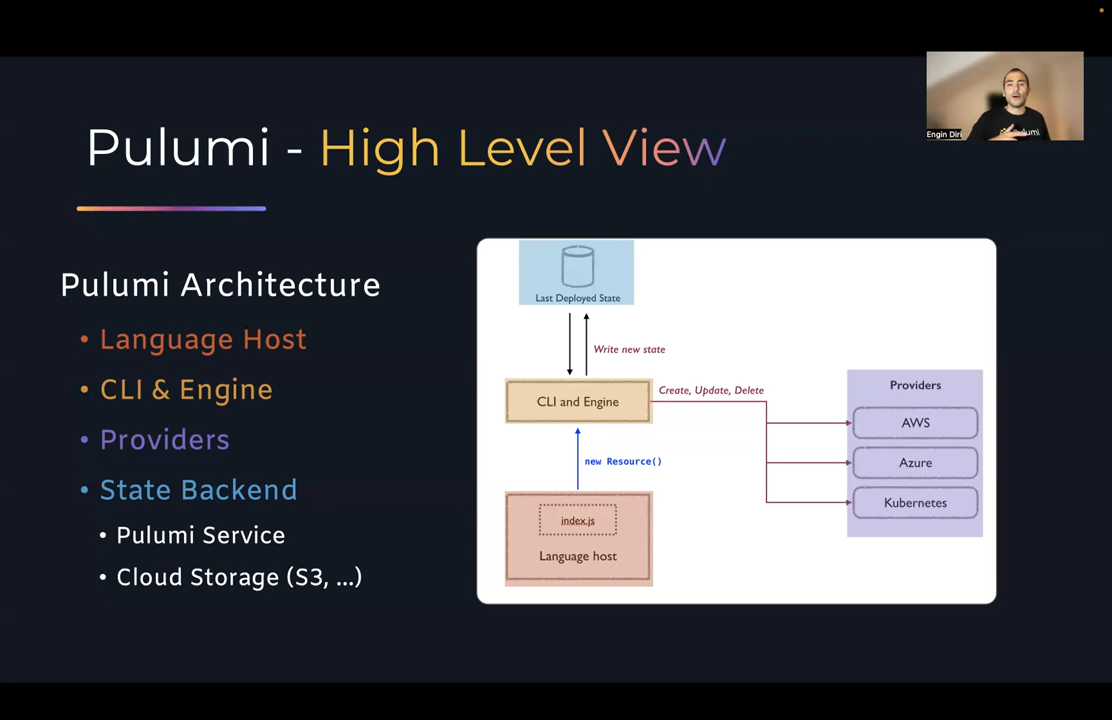 Engin Diri
pulumi
Pulumi - High Level View
Pulumi Architecture
• Language Host
• CLI & Engine
• Providers
• State Backend
• Pulumi Service
• Cloud Storage (S3, ...)
Last Deployed State
Write new state
CLI and Engine
Create, Update, Delete
new Resource()
index.js
Language host
Providers
AWS
Azure
Kubernetes